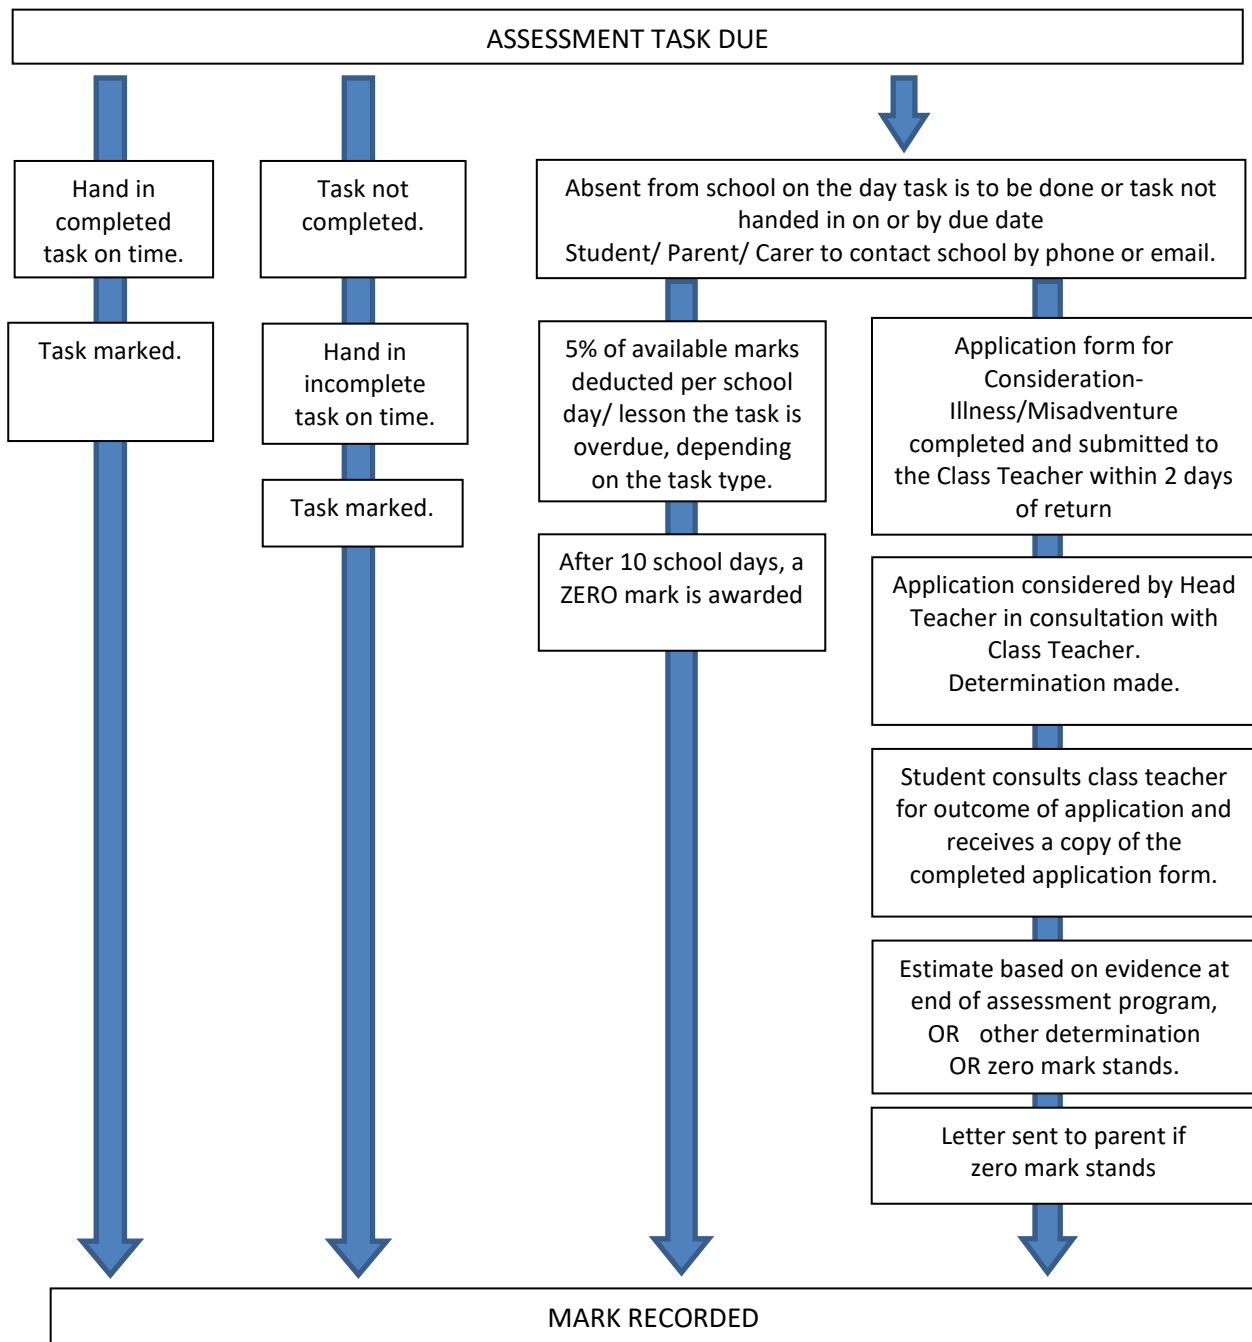 ASSESSMENT TASK DUE
Hand in
completed
task on time.
Task marked.
Task not
completed.
Hand in
incomplete
task on time.
Task marked.
Absent from school on the day task is to be done or task not
handed in on or by due date
Student/ Parent/ Carer to contact school by phone or email.
5% of available marks
deducted per school
day/ lesson the task is
overdue, depending
on the task type.
After 10 school days, a
ZERO mark is awarded
Application form for
Consideration-
Illness/Misadventure
completed and submitted to
the Class Teacher within 2 days
of return
Application considered by Head
Teacher in consultation with
Class Teacher.
Determination made.
Student consults class teacher
for outcome of application and
receives a copy of the
completed application form.
Estimate based on evidence at
end of assessment program,
OR other determination
OR zero mark stands.
Letter sent to parent if
zero mark stands
MARK RECORDED